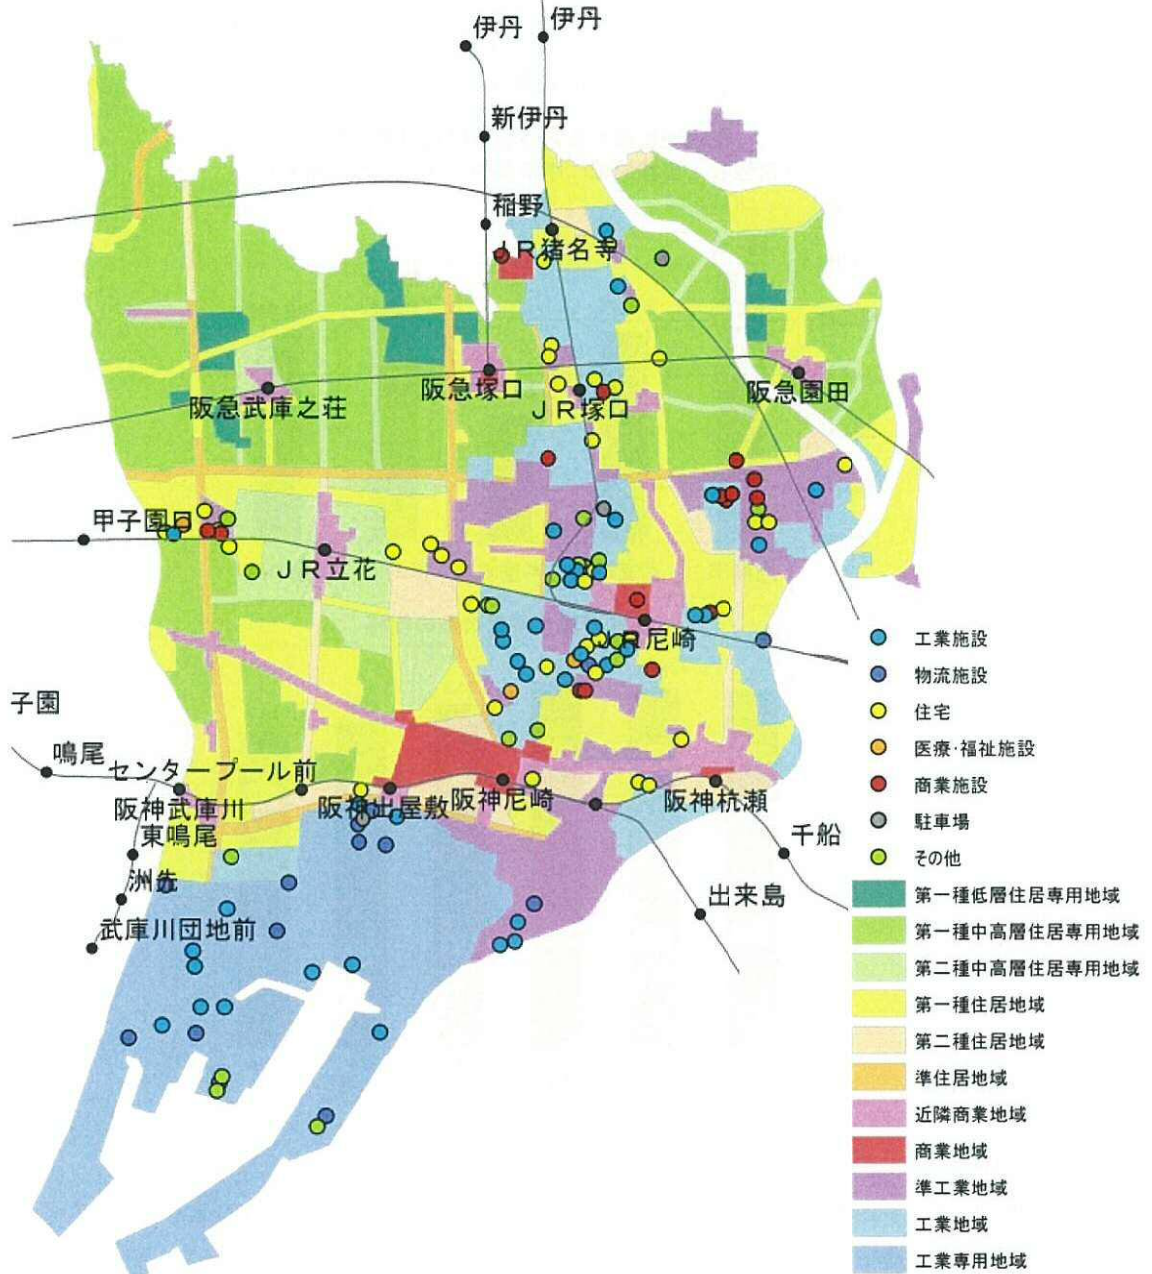 伊丹
伊丹
新伊丹
稲野
JR猪名寺
阪急塚口
阪急武庫之荘
JR塚口
阪急園田
甲子園口
JR立花
JR尼崎
子園
鳴尾
センタープール前
阪神武庫川
阪神出屋敷
阪神尼崎
阪神杭瀬
東鳴尾
千船
洲先
出来島
武庫川団地前
工業施設
物流施設
住宅
医療・福祉施設
商業施設
駐車場
その他
第一種低層住居専用地域
第一種中高層住居専用地域
第二種中高層住居専用地域
第一種住居地域
第二種住居地域
準住居地域
近隣商業地域
商業地域
準工業地域
工業地域
工業専用地域